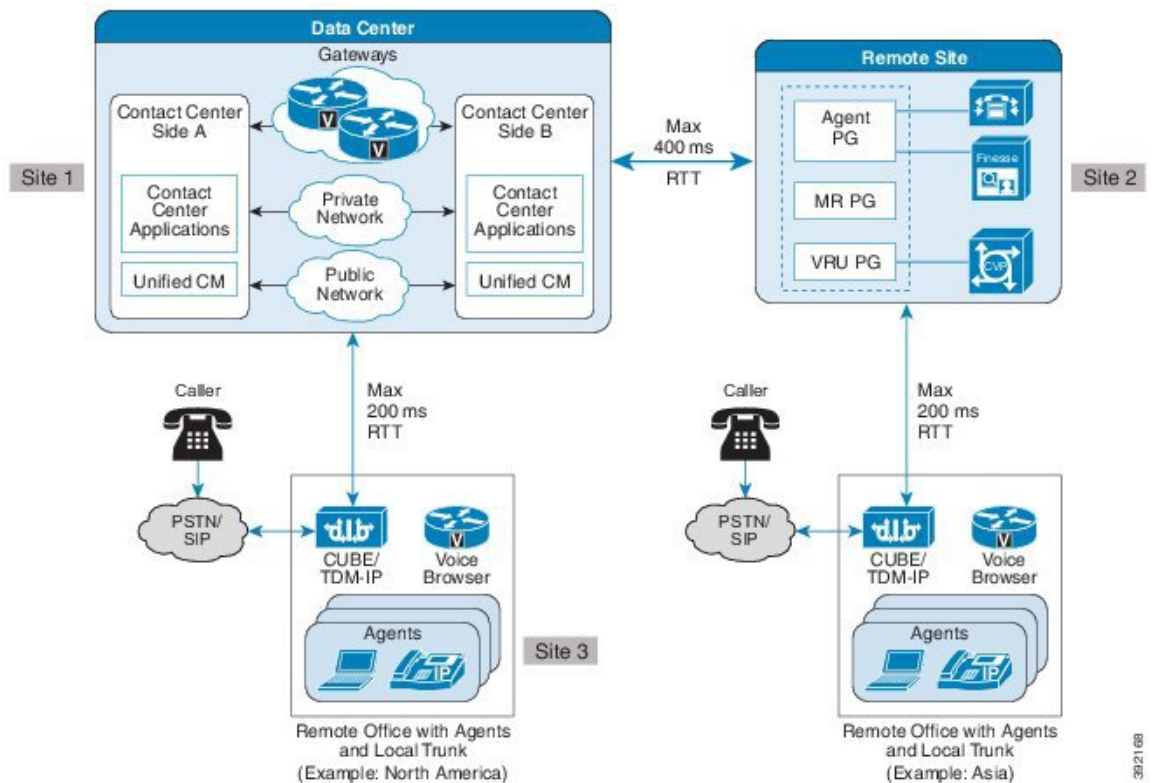 Data Center
Gateways
Contact Center
Side A
V
V
Contact Center
Side B
Contact
Center
Applications
Private
Network
Contact
Center
Applications
Unified CM
Public
Network
Unified CM
Site 1
Max
400 ms
RTT
Remote Site
Agent
PG
Finesse
MR PG
VRU PG
CVP
Site 2
Caller
Max
200 ms
RTT
PSTN/
SIP
CUBE/
TDM-IP
V
Voice
Browser
Agents
IP
Site 3
Remote Office with Agents
and Local Trunk
(Example: North America)
Caller
Max
200 ms
RTT
PSTN/
SIP
CUBE/
TDM-IP
V
Voice
Browser
Agents
IP
Remote Office with Agents
and Local Trunk
(Example: Asia)
392168